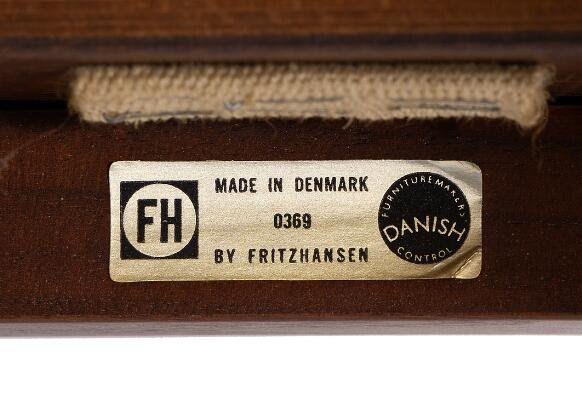 FH
MADE IN DENMARK
0369
BY FRITZHANSEN
FURNITUREMAKERS
DANISH
CONTROL